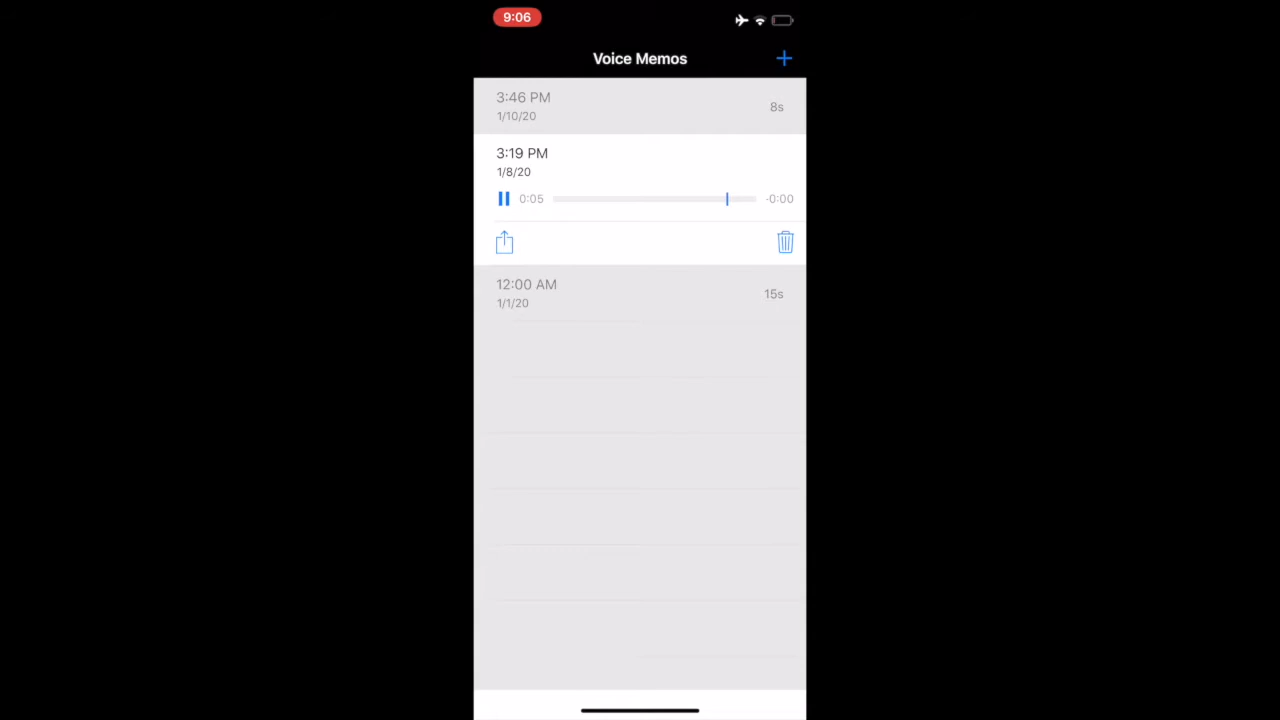 9:06
Voice Memos
3:46 PM
8s
1/10/20
3:19 PM
1/8/20
0:05
-0:00
12:00 AM
15s
1/1/20